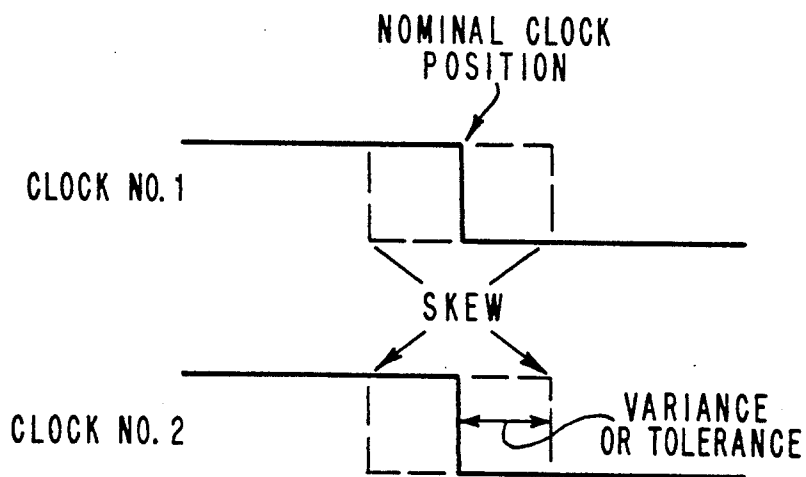 NOMINAL CLOCK
POSITION
CLOCK NO. 1
SKEW
CLOCK NO. 2
VARIANCE
OR TOLERANCE